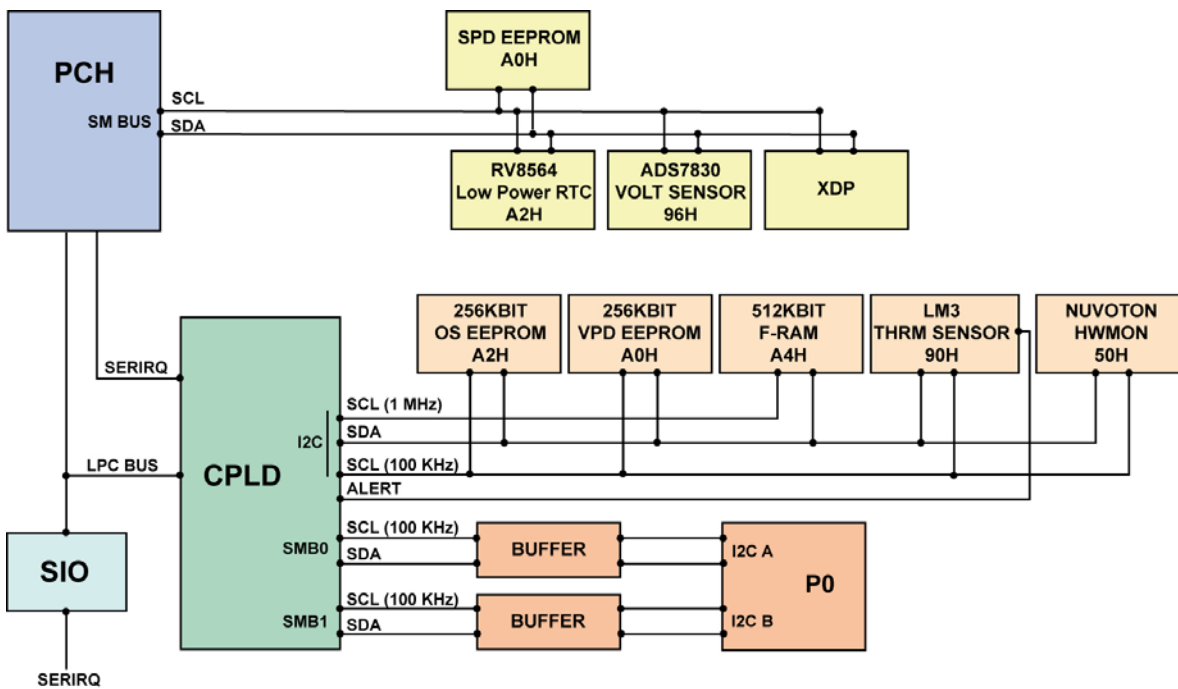 PCH
SM BUS
SCL
SDA
SPD EEPROM
A0H
RV8564
Low Power RTC
A2H
ADS7830
VOLT SENSOR
96H
XDP
256KBIT
OS EEPROM
A2H
256KBIT
VPD EEPROM
A0H
512KBIT
F-RAM
A4H
LM3
THRM SENSOR
90H
NUVOTON
HWMON
50H
SERIRQ
LPC BUS
CPLD
I2C
SCL (1 MHz)
SDA
SCL (100 KHz)
ALERT
SMB0
SCL (100 KHz)
SDA
BUFFER
I2C A
P0
SMB1
SCL (100 KHz)
SDA
BUFFER
I2C B
SIO
SERIRQ